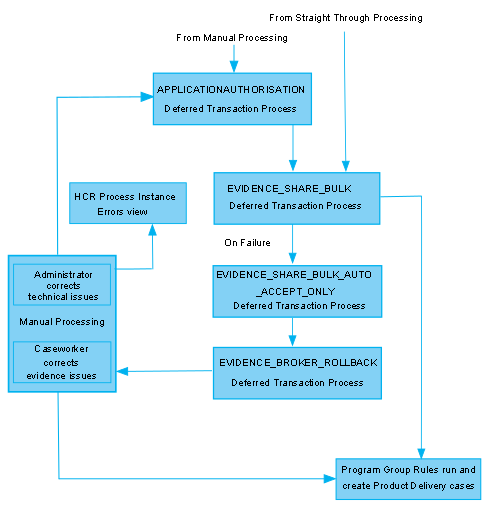 From Straight Through Processing
From Manual Processing
APPLICATIONAUTHORISATION
Deferred Transaction Process
EVIDENCE_SHARE_BULK
Deferred Transaction Process
HCR Process Instance
Errors view
On Failure
EVIDENCE_SHARE_BULK_AUTO
_ACCEPT_ONLY
Deferred Transaction Process
Administrator
corrects
technical issues
Manual Processing
Caseworker
corrects
evidence issues
EVIDENCE_BROKER_ROLLBACK
Deferred Transaction Process
Program Group Rules run and
create Product Delivery cases